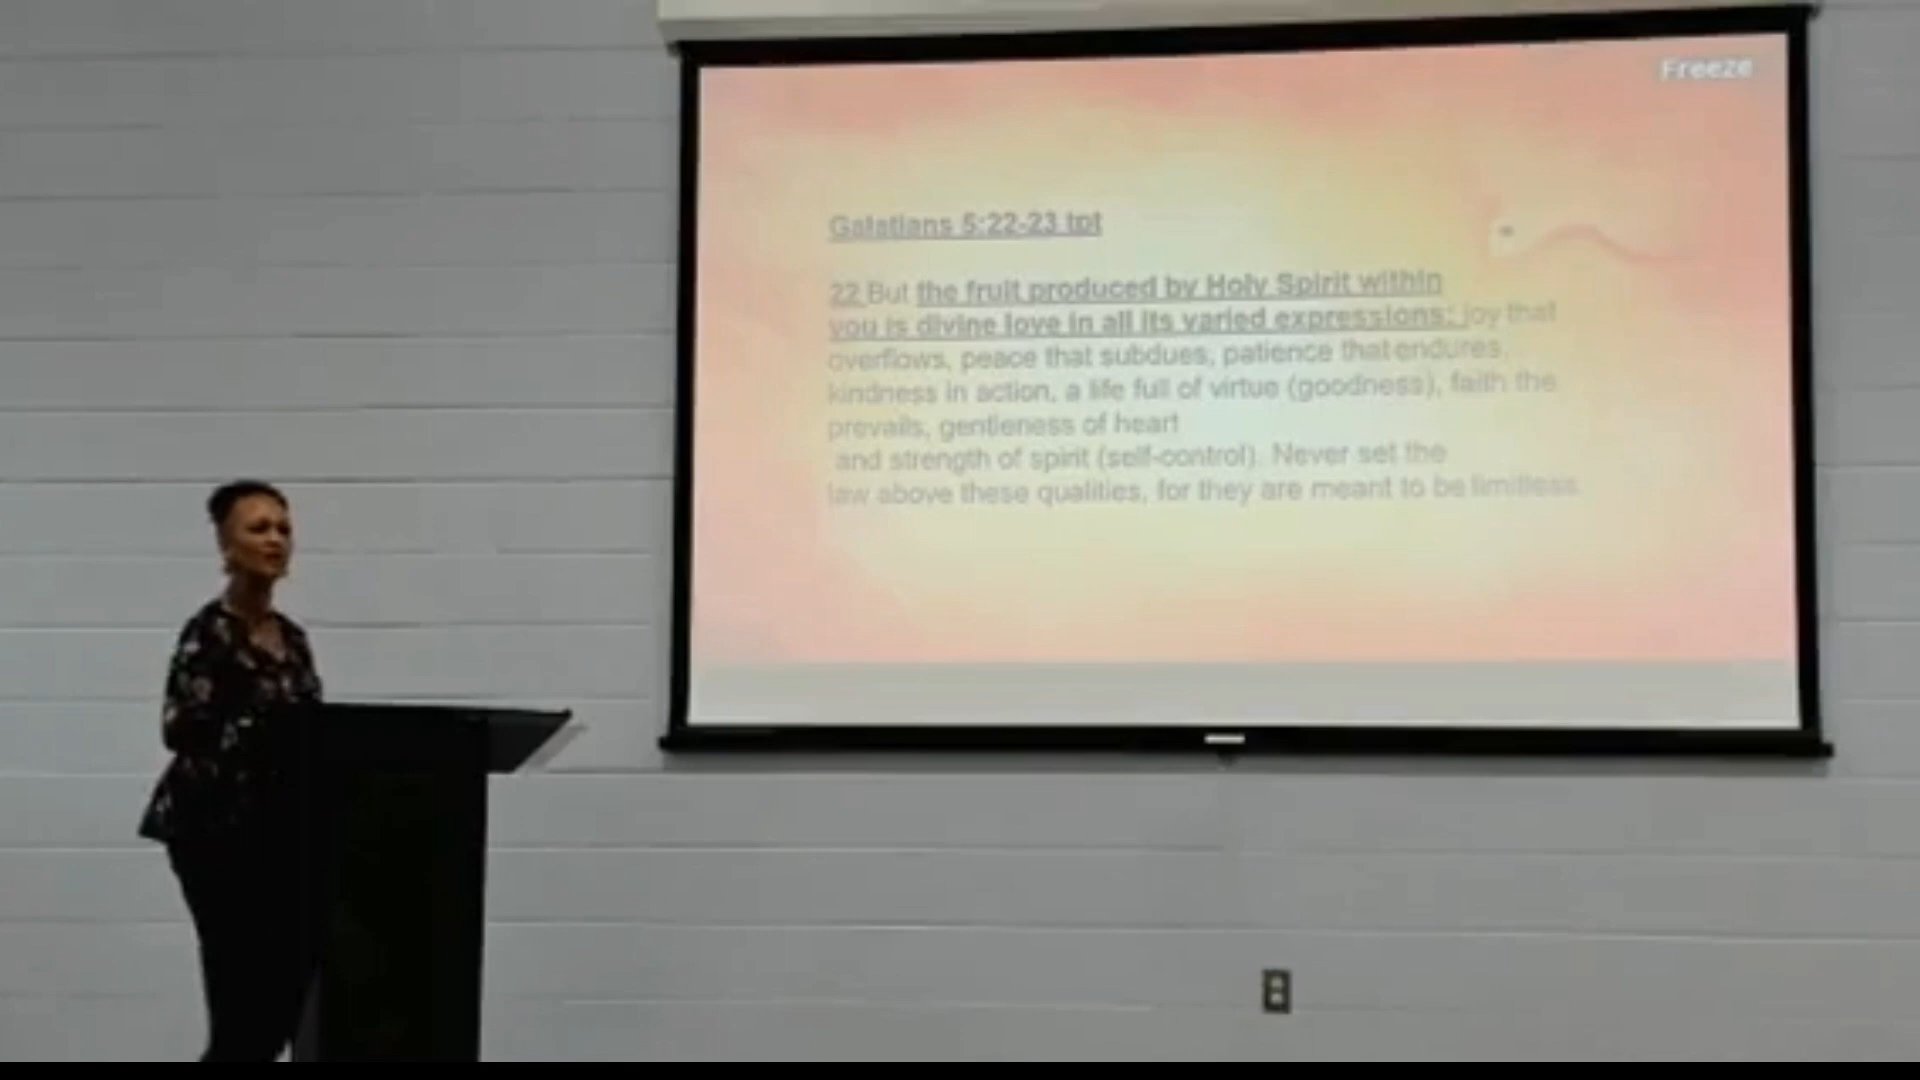 Freeze
Galatians 5:22-23 tpt
22 But the fruit produced by Holy Spirit within
you is divine love in all its varied expressions: joy that
overflows, peace that subdues, patience that endures,
kindness in action, a life full of virtue (goodness), faith the
prevails, gentleness of heart
and strength of spirit (self-control). Never set the
law above these qualities, for they are meant to be limitless